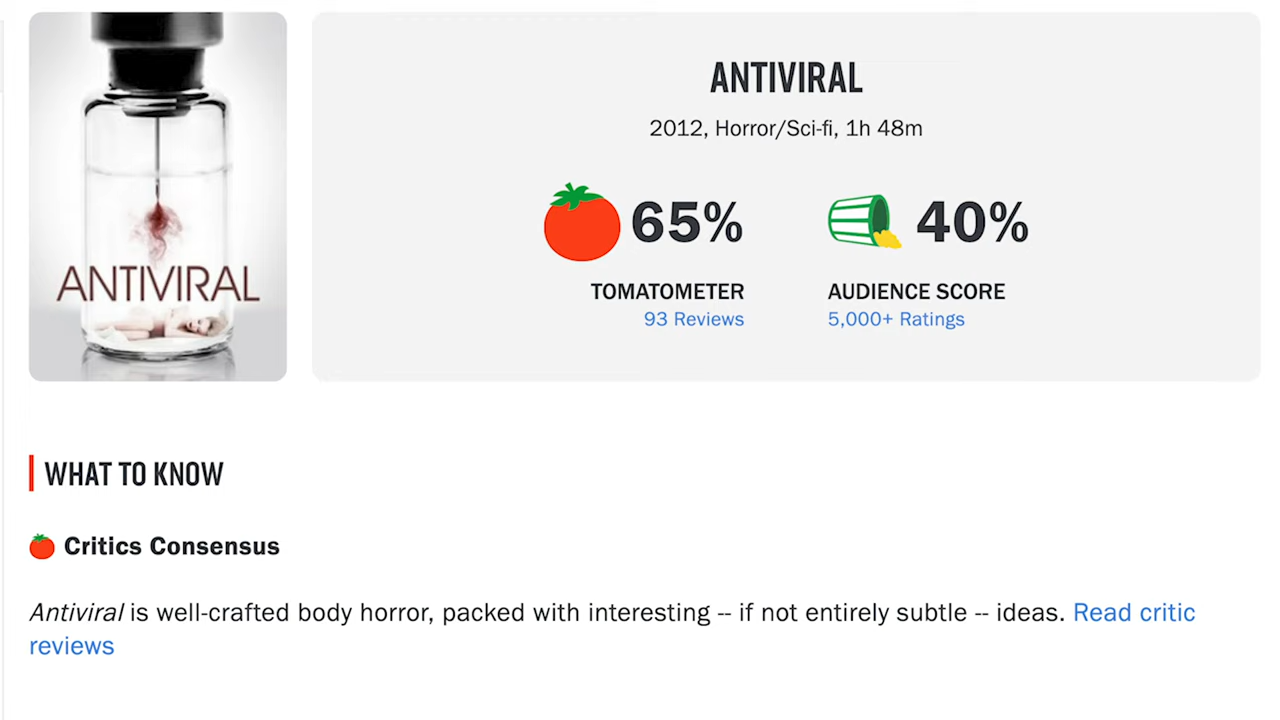 ANTIVIRAL
ANTIVIRAL
2012, Horror/Sci-fi, 1h 48m
65%
40%
TOMATOMETER
AUDIENCE SCORE
93 Reviews
5,000+ Ratings
WHAT TO KNOW
Critics Consensus
Antiviral is well-crafted body horror, packed with interesting -- if not entirely subtle -- ideas. Read critic
reviews